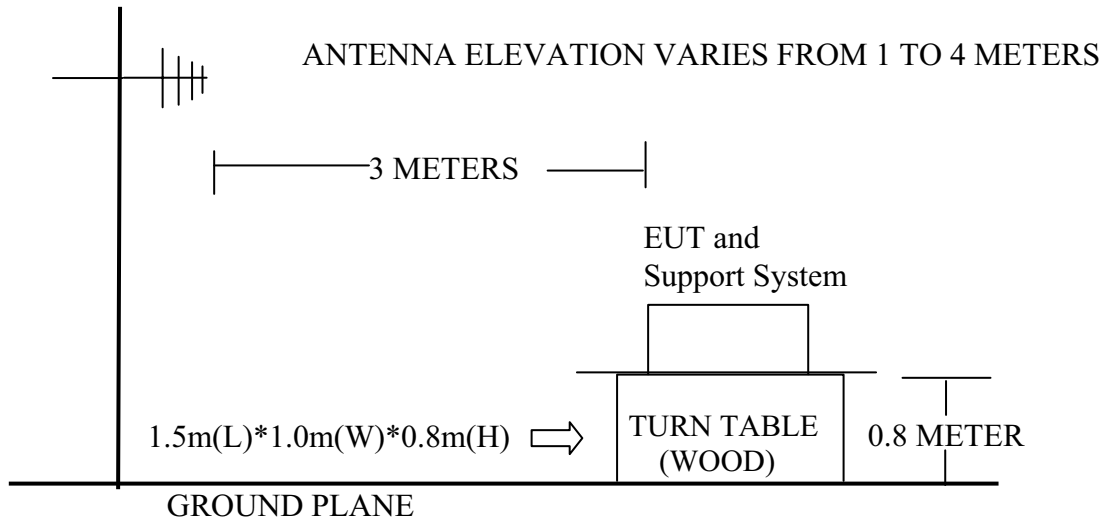 ANTENNA ELEVATION VARIES FROM 1 TO 4 METERS
3 METERS
EUT and
Support System
1.5m(L)*1.0m(W)*0.8m(H)
TURN TABLE
(WOOD)
0.8 METER
GROUND PLANE